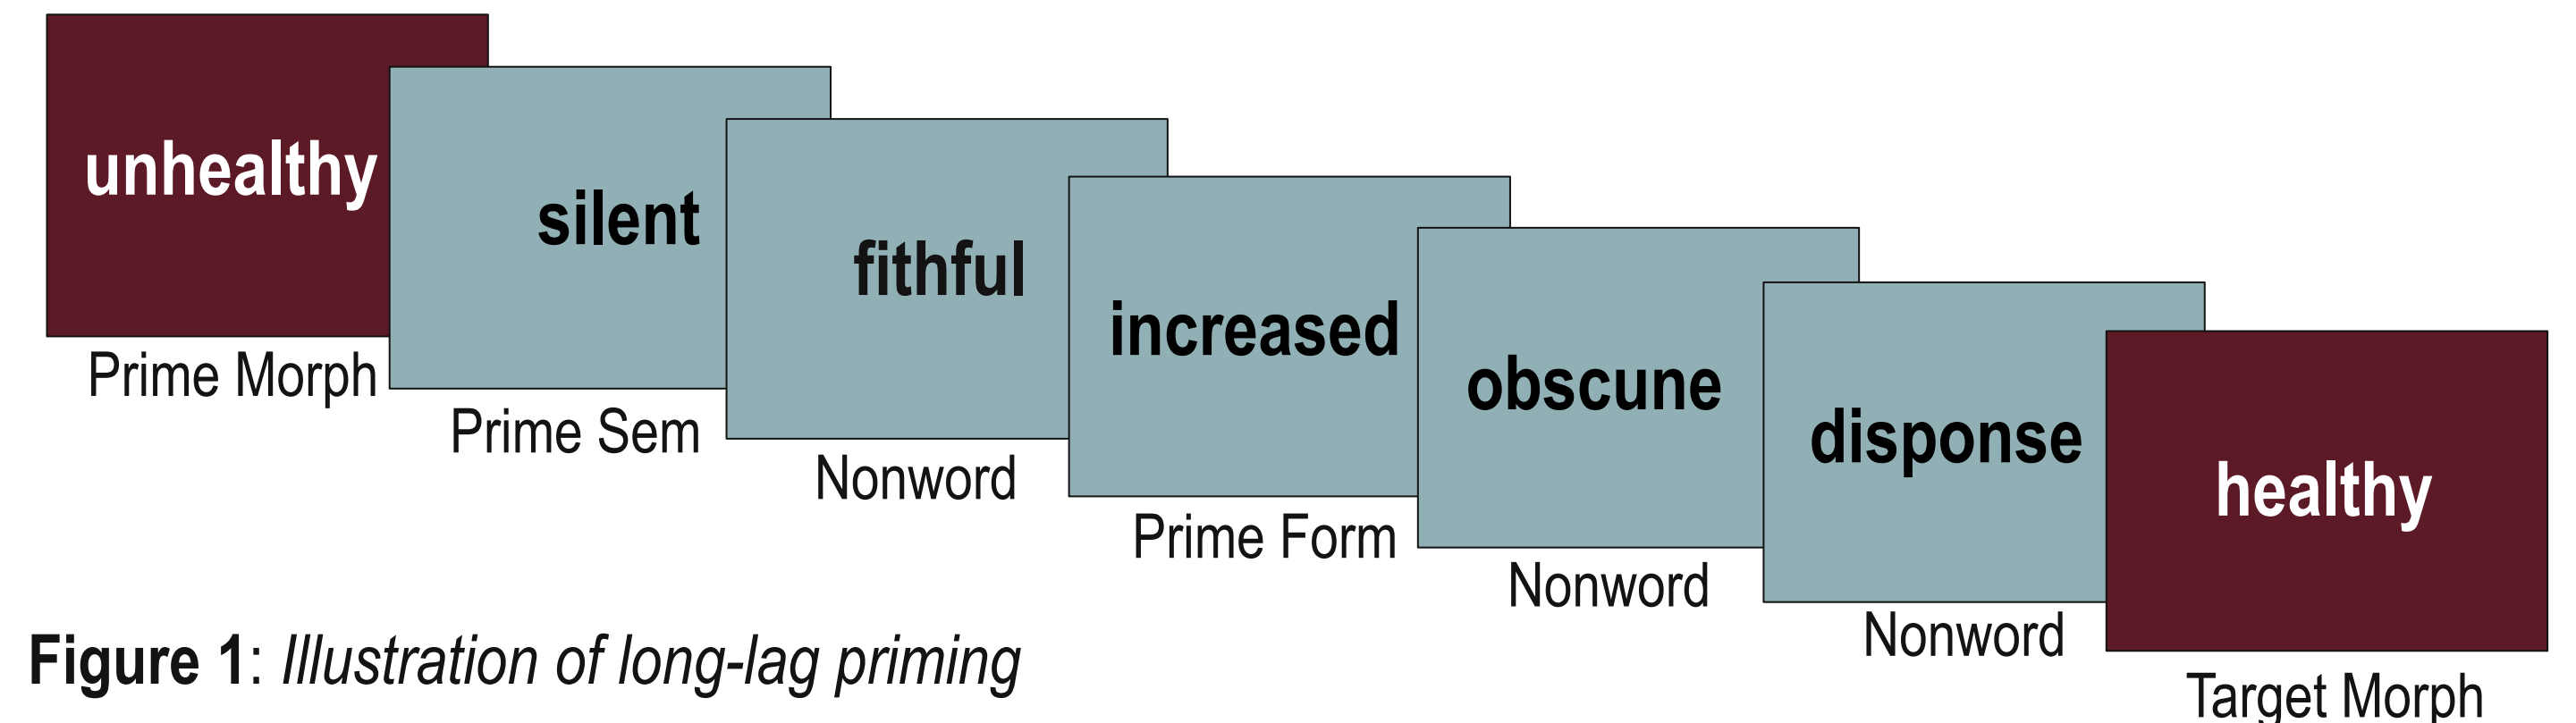 unhealthy
Prime Morph
silent
Prime Sem
fithful
Nonword
increased
Prime Form
obscune
Nonword
disponse
Nonword
healthy
Target Morph
Figure 1: Illustration of long-lag priming